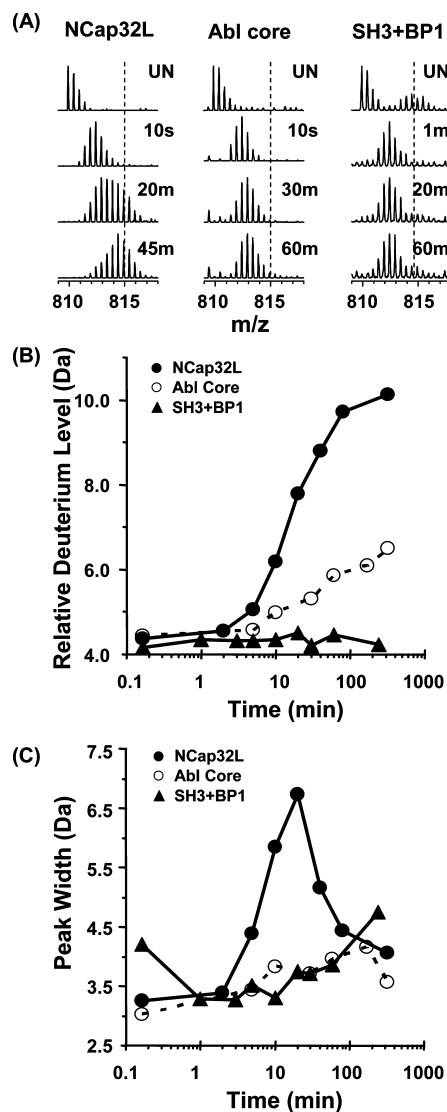 (A)
NCap32L Abl core SH3+BP1
UN UN UN
10s 10s 1m
20m 30m 20m
45m 60m 60m
810 815 810 815 810 815
m/z
(B)
NCap32L
Abl Core
SH3+BP1
Relative Deuterium Level (Da)
10.0
8.0
6.0
4.0
0.1 1 10 100 1000
Time (min)
(C)
NCap32L
Abl Core
SH3+BP1
Peak Width (Da)
7.5
6.5
5.5
4.5
3.5
2.5
0.1 1 10 100 1000
Time (min)